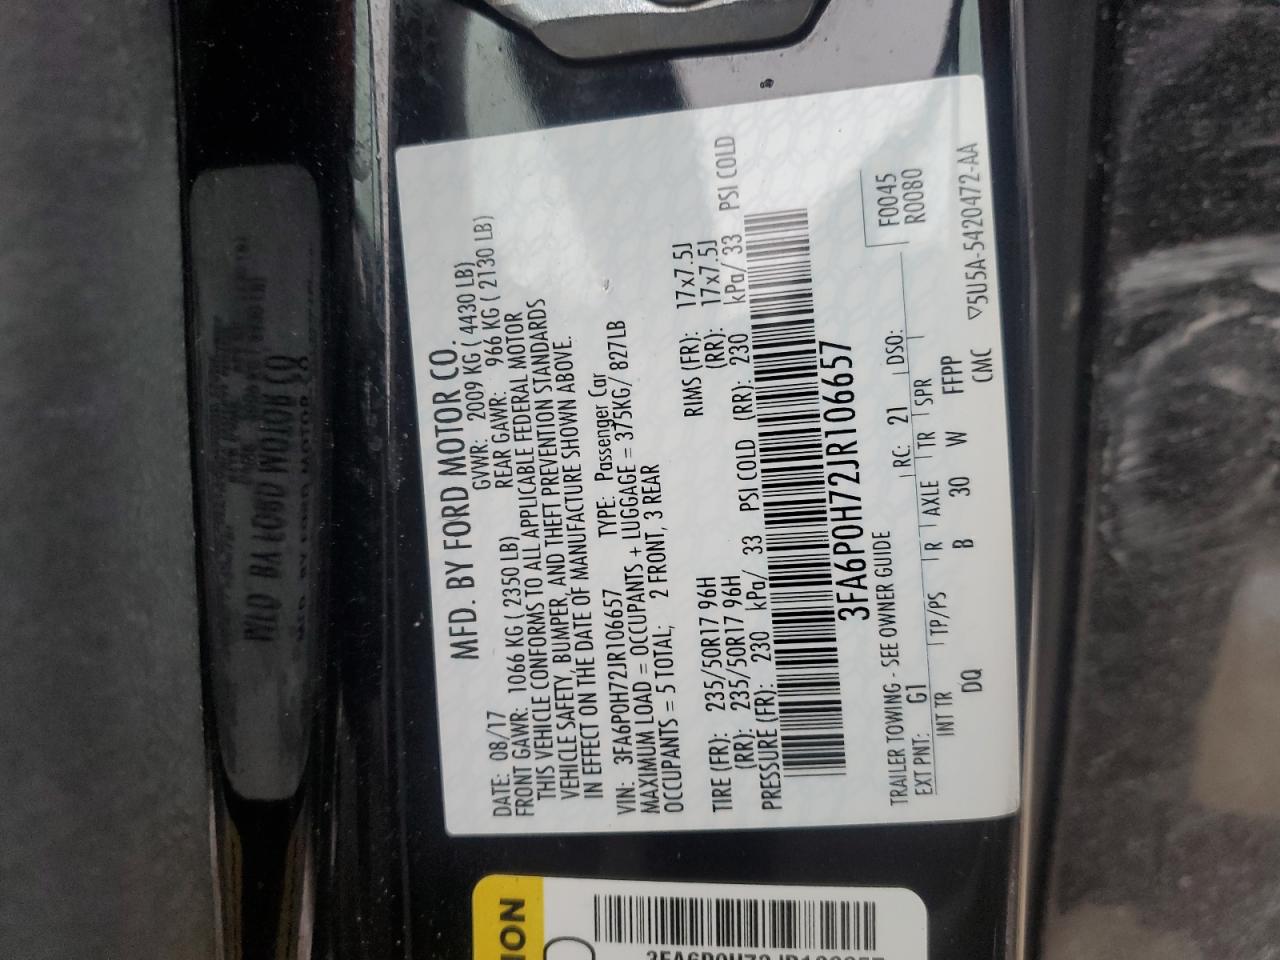 MFD. BY FORD MOTOR CO.
DATE: 08/17 GVWR: 2009 KG ( 4430 LB)
FRONT GAWR: 1066 KG ( 2350 LB) REAR GAWR: 966 KG ( 2130 LB)
THIS VEHICLE CONFORMS TO ALL APPLICABLE FEDERAL MOTOR
VEHICLE SAFETY, BUMPER, AND THEFT PREVENTION STANDARDS
IN EFFECT ON THE DATE OF MANUFACTURE SHOWN ABOVE.
VIN: 3FA6P0H72JR106657 TYPE: Passenger Car
MAXIMUM LOAD = OCCUPANTS + LUGGAGE = 375KG/ 827LB
OCCUPANTS = 5 TOTAL; 2 FRONT, 3 REAR
TIRE (FR): 235/50R17 96H RIMS (FR): 17x7.5J
(RR): 235/50R17 96H (RR): 17x7.5J
PRESSURE (FR): 230 kPa/ 33 PSI COLD (RR): 230 kPa/ 33 PSI COLD
3FA6P0H72JR106657
TRAILER TOWING - SEE OWNER GUIDE F0045
EXT PNT: G1 RC: 21 DSO: R0080
INT TR TP/PS R AXLE TR SPR
DQ B 30 W FFPP
CMC ▽5U5A-5420472-AA